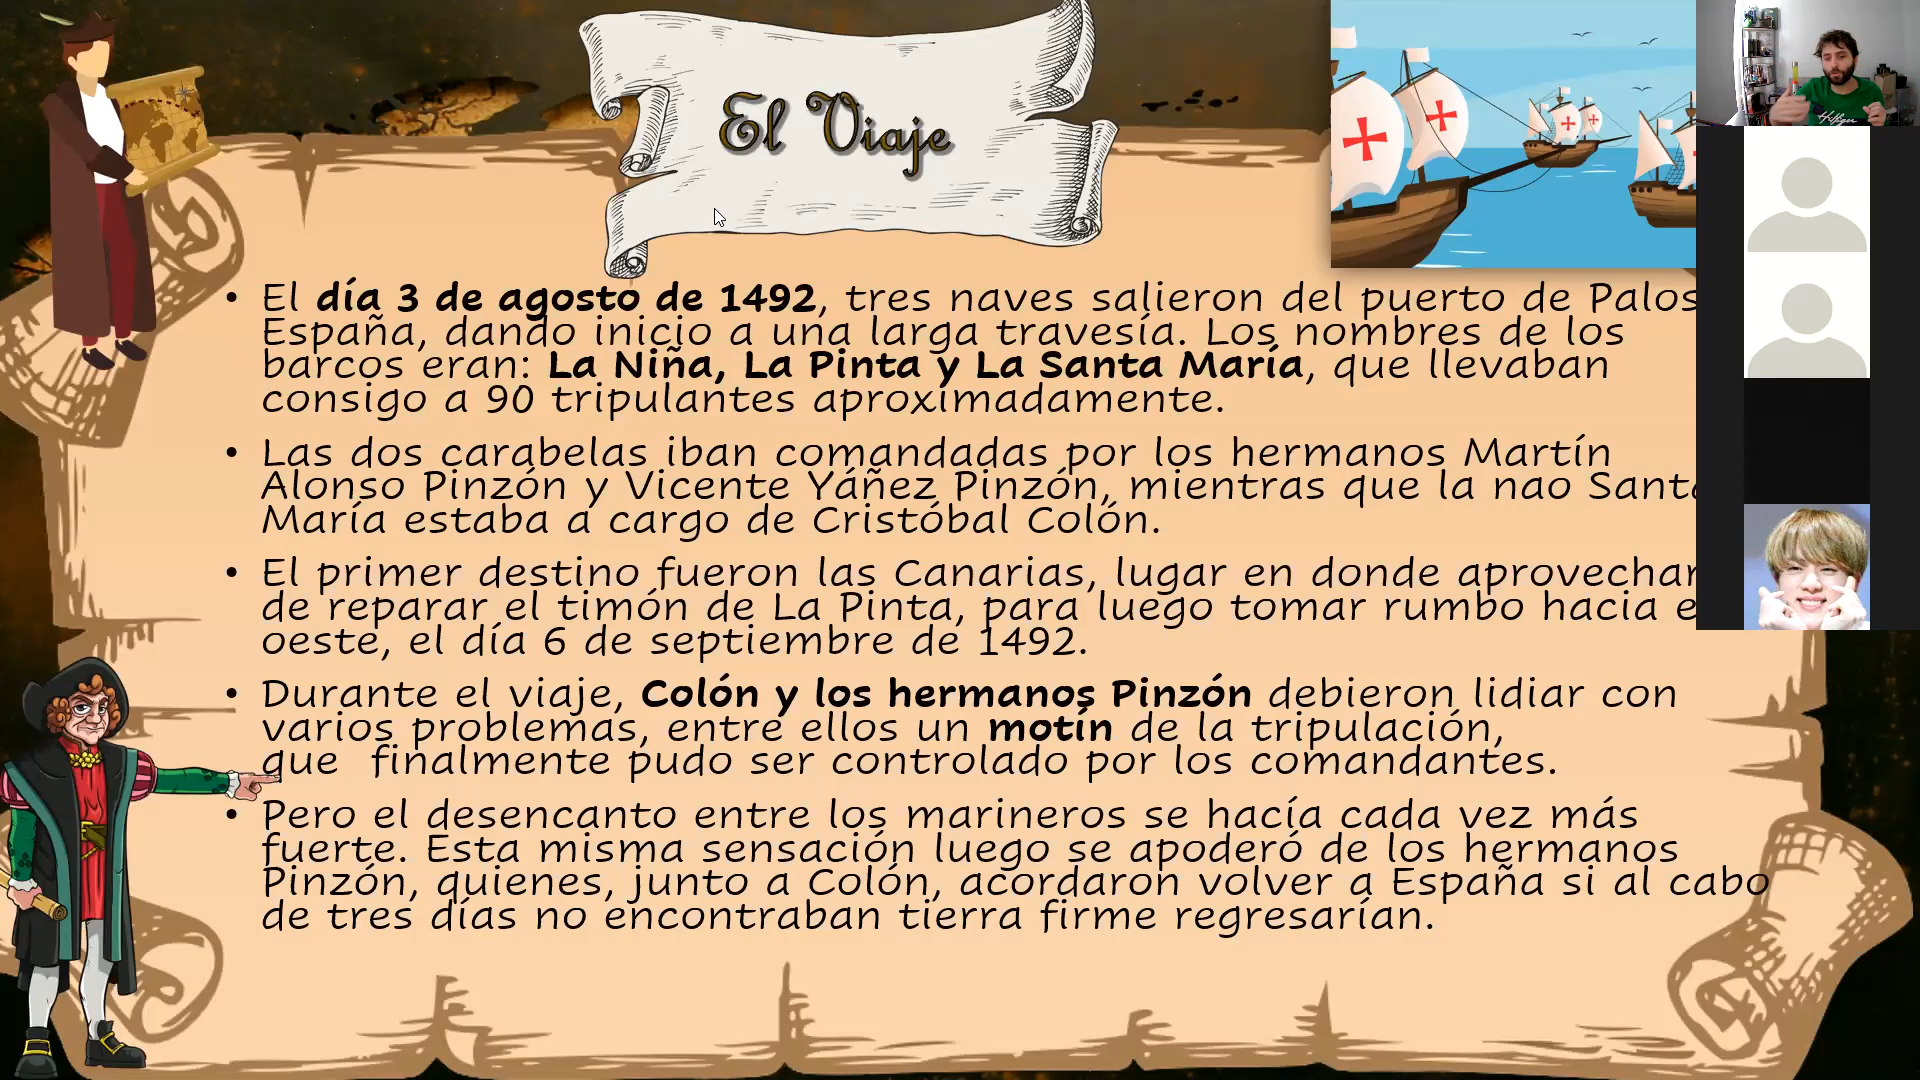 El Viaje
El día 3 de agosto de 1492, tres naves salieron del puerto de Palos
España, dando inicio a una larga travesía. Los nombres de los
barcos eran: La Niña, La Pinta y La Santa María, que llevaban
consigo a 90 tripulantes aproximadamente.
Las dos carabelas iban comandadas por los hermanos Martín
Alonso Pinzón y Vicente Yáñez Pinzón, mientras que la nao Santa
María estaba a cargo de Cristóbal Colón.
El primer destino fueron las Canarias, lugar en donde aprovechar
de reparar el timón de La Pinta, para luego tomar rumbo hacia e
oeste, el día 6 de septiembre de 1492.
Durante el viaje, Colón y los hermanos Pinzón debieron lidiar con
varios problemas, entre ellos un motín de la tripulación,
que finalmente pudo ser controlado por los comandantes.
Pero el desencanto entre los marineros se hacía cada vez más
fuerte. Esta misma sensación luego se apoderó de los hermanos
Pinzón, quienes, junto a Colón, acordaron volver a España si al cabo
de tres días no encontraban tierra firme regresarían.